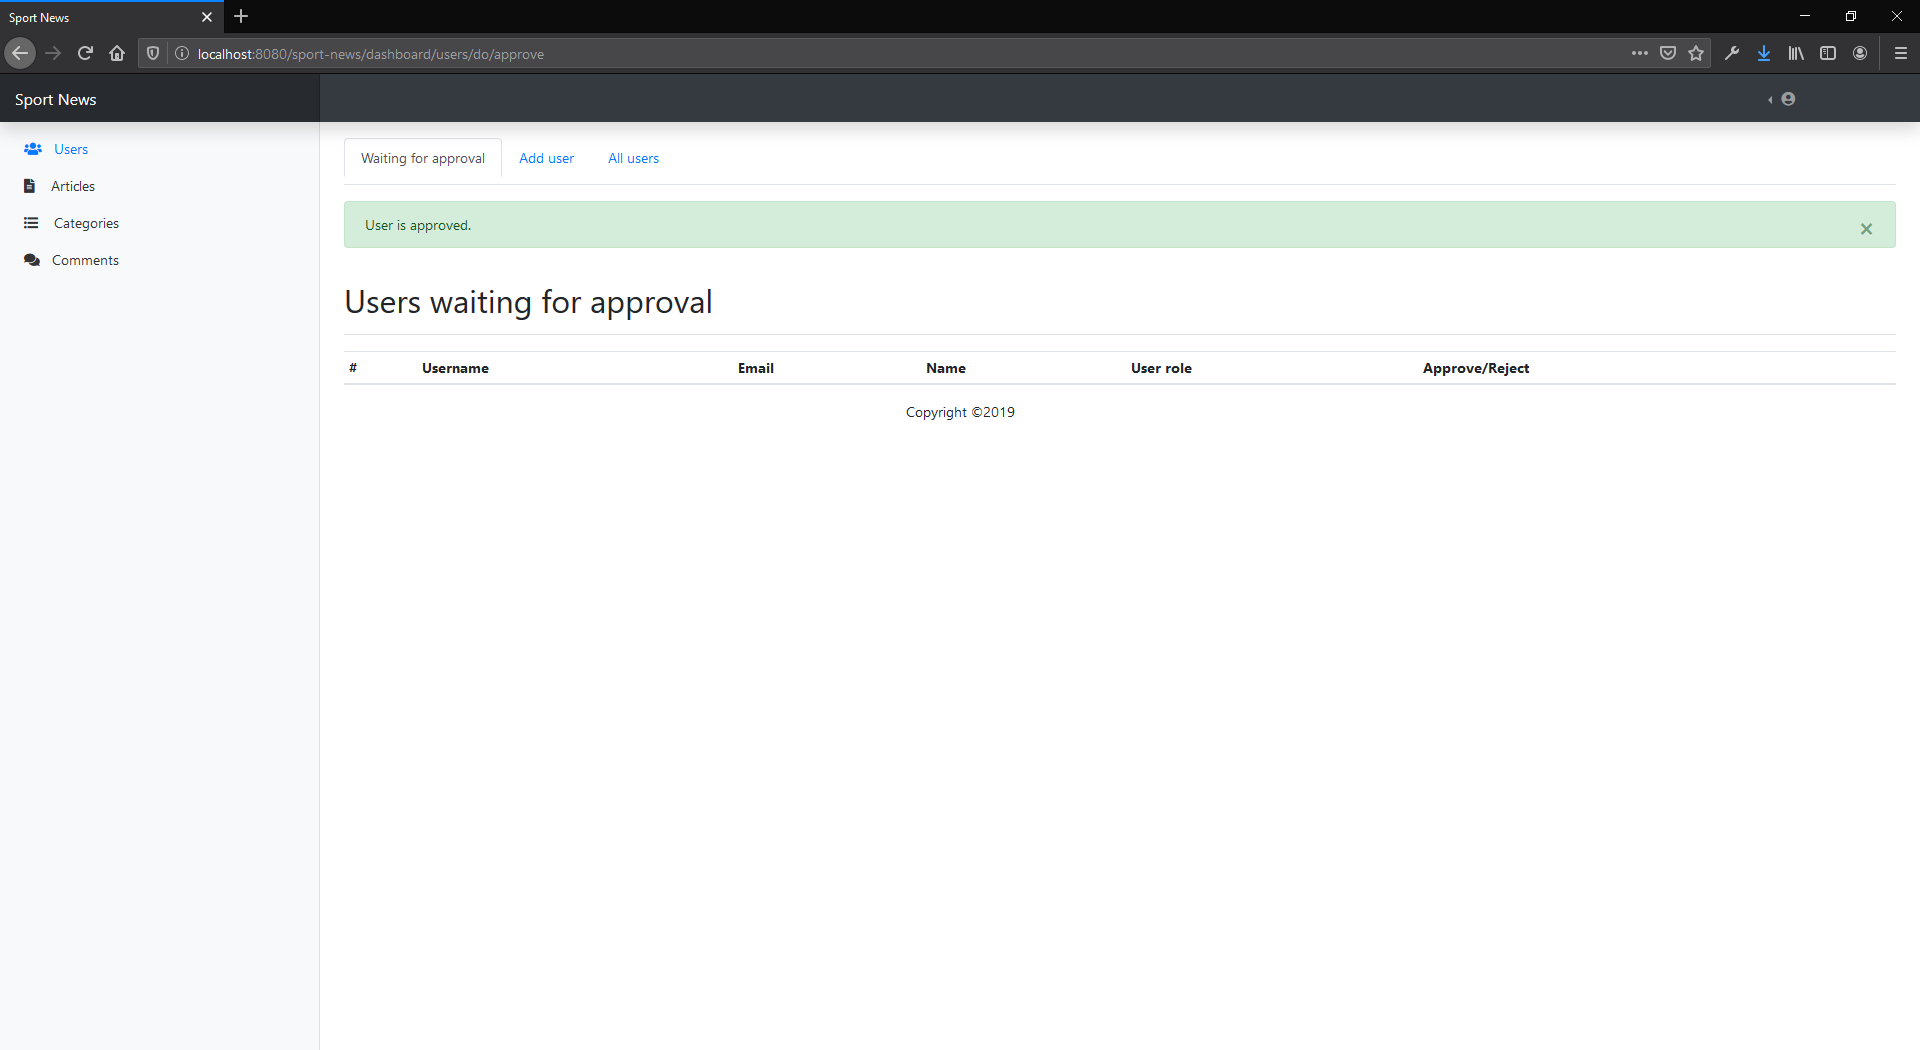 Sport News
localhost:8080/sport-news/dashboard/users/do/approve
Sport News
Users
Articles
Categories
Comments
Waiting for approval Add user All users
User is approved.
Users waiting for approval
# Username Email Name User role Approve/Reject
Copyright ©2019